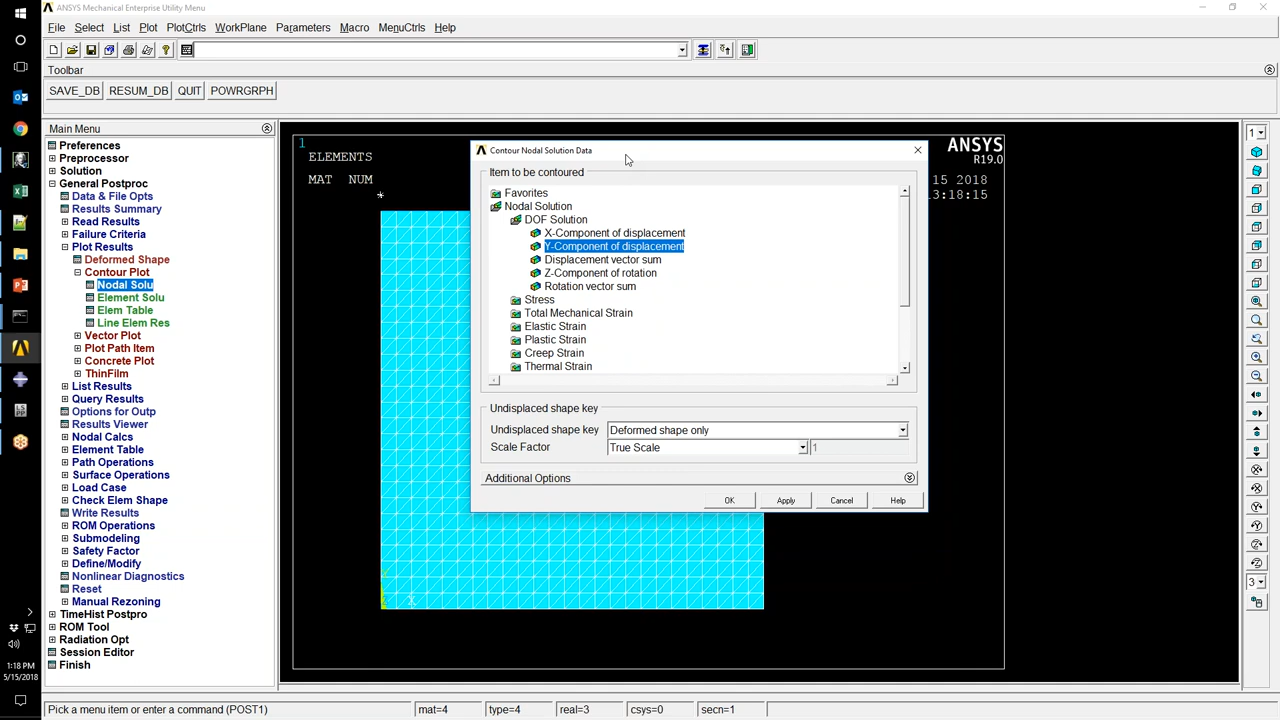 ANSYS Mechanical Enterprise Utility Menu
File Select List Plot PlotCtrls WorkPlane Parameters Macro MenuCtrls Help
Toolbar
SAVE_DB RESUM_DB QUIT POWRGRPH
Main Menu
Preferences
Preprocessor
Solution
General Postproc
Data & File Opts
Results Summary
Read Results
Failure Criteria
Plot Results
Deformed Shape
Contour Plot
Nodal Solu
Element Solu
Elem Table
Line Elem Res
Vector Plot
Plot Path Item
Concrete Plot
ThinFilm
List Results
Query Results
Options for Outp
Results Viewer
Nodal Calcs
Element Table
Path Operations
Surface Operations
Load Case
Check Elem Shape
Write Results
ROM Operations
Submodeling
Safety Factor
Define/Modify
Nonlinear Diagnostics
Reset
Manual Rezoning
TimeHist Postpro
ROM Tool
Radiation Opt
Session Editor
Finish
1
ELEMENTS
MAT NUM
ANSYS
R19.0
15 2018
13:18:15
X
Contour Nodal Solution Data
Item to be contoured
Favorites
Nodal Solution
DOF Solution
X-Component of displacement
Y-Component of displacement
Displacement vector sum
Z-Component of rotation
Rotation vector sum
Stress
Total Mechanical Strain
Elastic Strain
Plastic Strain
Creep Strain
Thermal Strain
Undisplaced shape key
Undisplaced shape key Deformed shape only
Scale Factor True Scale 1
Additional Options
OK Apply Cancel Help
1
3
1:18 PM
5/15/2018
Pick a menu item or enter a command (POST1) mat=4 type=4 real=3 csys=0 secn=1